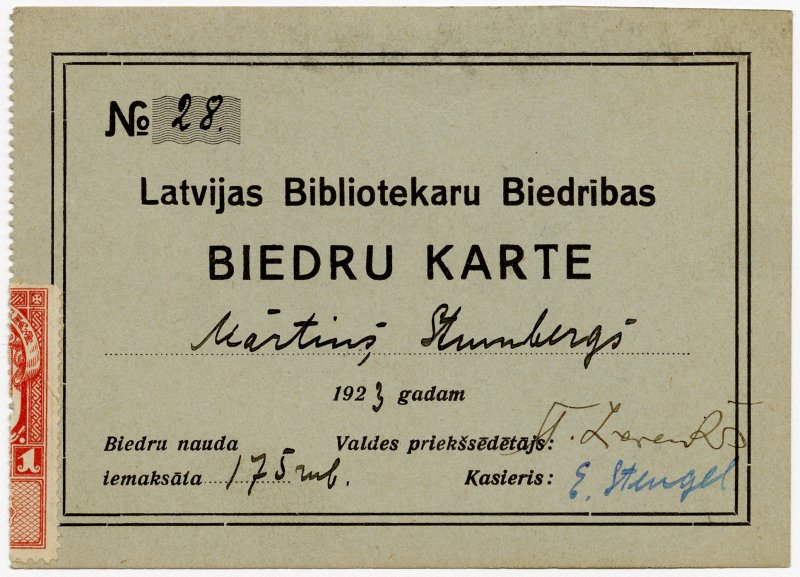 № 28.
Latvijas Bibliotekaru Biedrības
BIEDRU KARTE
Mārtiņš Stumbergs
1923 gadam
Biedru nauda Valdes priekšsēdētājs:
iemaksāta 175 rub. Kasieris: E. Stengel
1